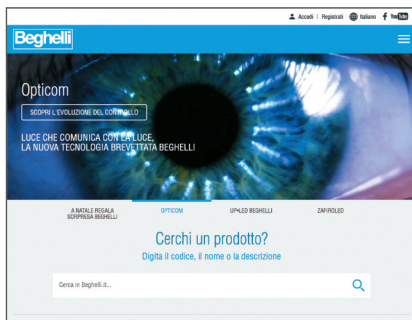 Accedi | Registrati Italiano f You Tube
Beghelli
Opticom
SCOPRI L'EVOLUZIONE DEL CONTROLLO
LUCE CHE COMUNICA CON LA LUCE,
LA NUOVA TECNOLOGIA BREVETTATA BEGHELLI
A NATALE REGALA
SORPRESA BEGHELLI
OPTICOM
UP•LED BEGHELLI
ZAFIROLED
Cerchi un prodotto?
Digita il codice, il nome o la descrizione
Cerca in Beghelli.it...